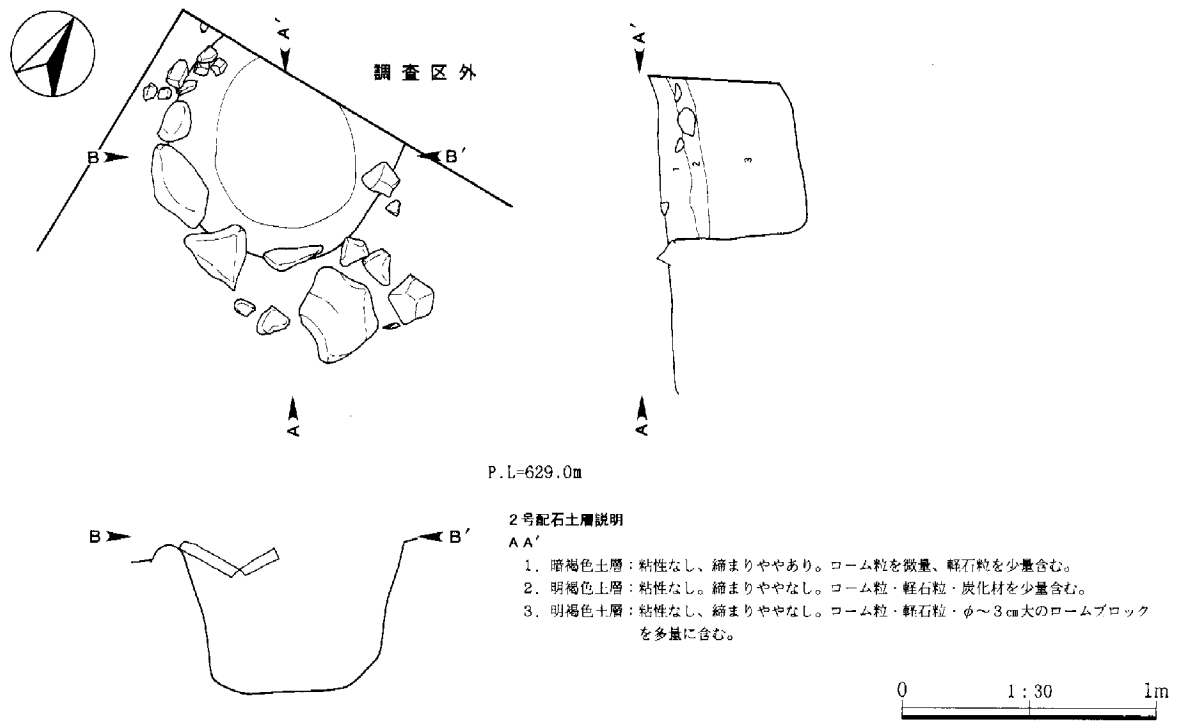 A′
調査区外
B
B′
A
A′
1
2
3
A
P.L=629.0m
B
B′
2号配石土層説明
AA′
1. 暗褐色土層：粘性なし、締まりややあり。ローム粒を微量、軽石粒を少量含む。
2. 明褐色土層：粘性なし、締まりなし。ローム粒・軽石粒・炭化材を少量含む。
3. 明褐色土層：粘性なし、締まりややなし。ローム粒・軽石粒・φ～3㎝大のロームブロック
を多量に含む。
0 1:30 1m